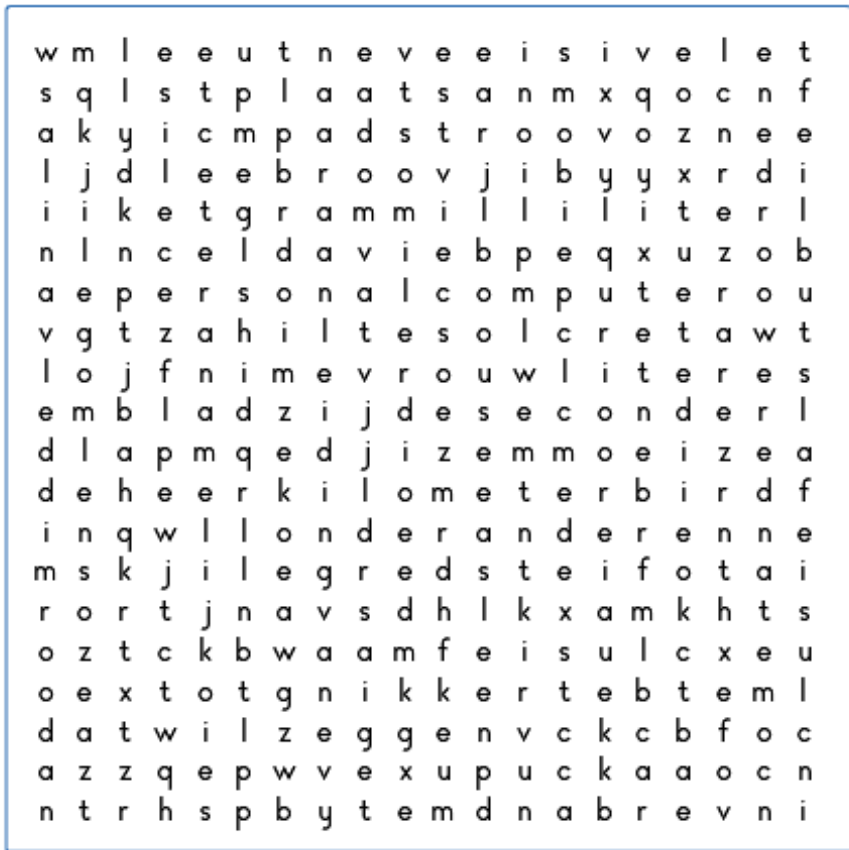 w m l e e u t n e v e e i s i v e l e t
s q l s t p l a a t s a n m x q o c n f
a k y i c m p a d s t r o o v o z n e e
l j d l e e b r o o v j i b y y x r d i
i i k e t g r a m m i l l i l i t e r l
n l n c e l d a v i e b p e q x u z o b
a e p e r s o n a l c o m p u t e r o u
v g t z a h i l t e s o l c r e t a w t
l o j f n i m e v r o u w l i t e r e s
e m b l a d z i j d e s e c o n d e r l
d l a p m q e d j i z e m m o e i z e a
d e h e e r k i l o m e t e r b i r d f
i n q w l l o n d e r a n d e r e n n e
m s k j i l e g r e d s t e i f o t a i
r o r t j n a v s d h l k x a m k h t s
o z t c k b w a a m f e i s u l c x e u
o e x t o t g n i k k e r t e b t e m l
d a t w i l z e g g e n v c k c b f o c
a z z q e p w v e x u p u c k a a o c n
n t r h s p b y t e m d n a b r e v n i